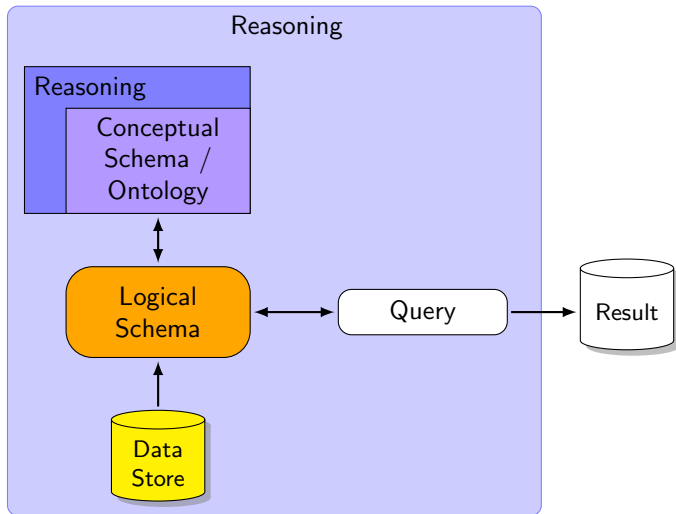 Reasoning
Reasoning
Conceptual
Schema /
Ontology
Logical
Schema
Query
Result
Data
Store